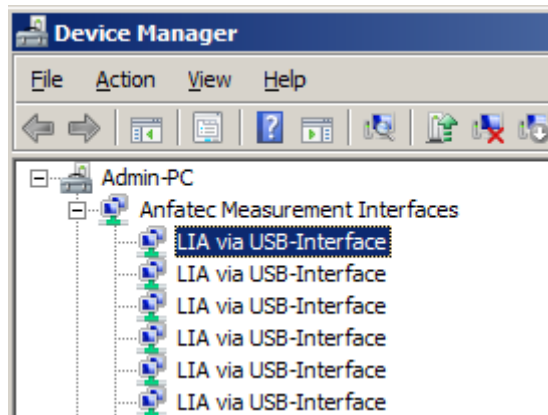 Device Manager
File Action View Help
Admin-PC
Anfatec Measurement Interfaces
LIA via USB-Interface
LIA via USB-Interface
LIA via USB-Interface
LIA via USB-Interface
LIA via USB-Interface
LIA via USB-Interface